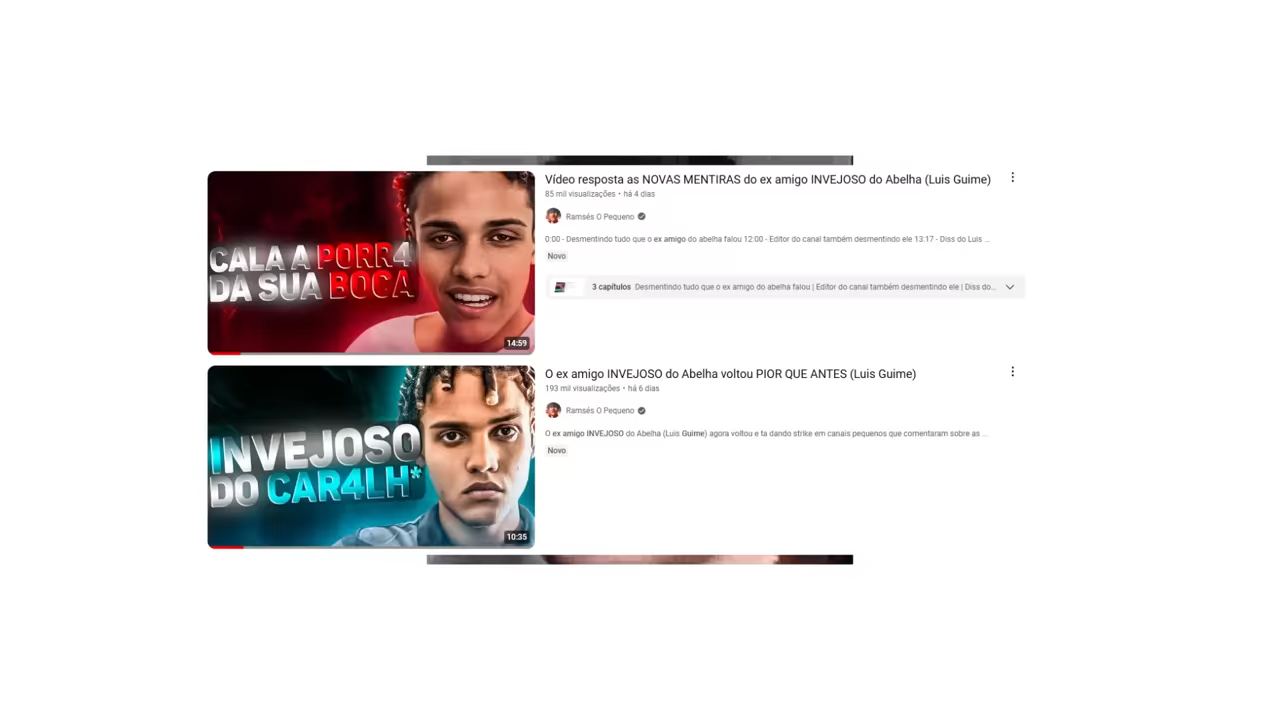 CALA A PORR4
DA SUA BOCA
14:59
Vídeo resposta as NOVAS MENTIRAS do ex amigo INVEJOSO do Abelha (Luis Guime)
85 mil visualizações • há 4 dias
Ramsés O Pequeno
0:00 - Desmentindo tudo que o ex amigo do abelha falou 12:00 - Editor do canal também desmentindo ele 13:17 - Diss do Luis ...
Novo
3 capítulos Desmentindo tudo que o ex amigo do abelha falou | Editor do canal também desmentindo ele | Diss do...
INVEJOSO
DO CAR4LH*
10:35
O ex amigo INVEJOSO do Abelha voltou PIOR QUE ANTES (Luis Guime)
193 mil visualizações • há 6 dias
Ramsés O Pequeno
O ex amigo INVEJOSO do Abelha (Luis Guime) agora voltou e ta dando strike em canais pequenos que comentaram sobre as ...
Novo